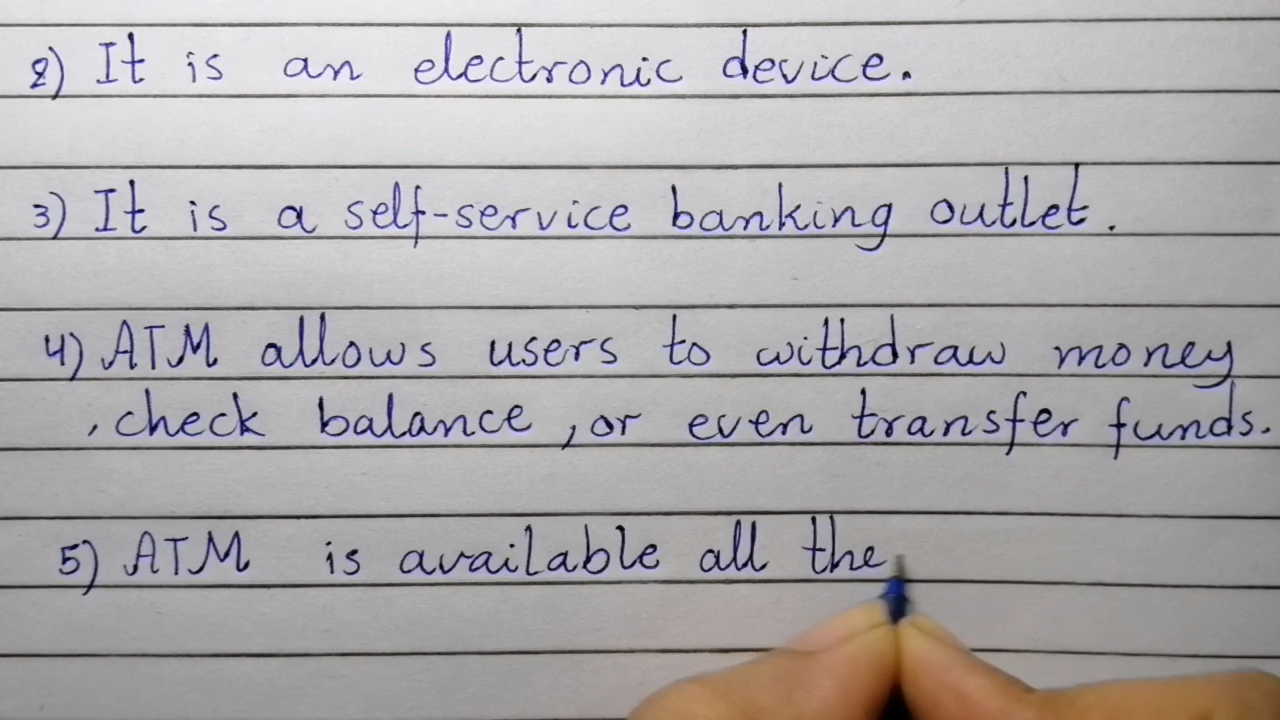 2) It is an electronic device.
3) It is a self-service banking outlet.
4) ATM allows users to withdraw money
, check balance , or even transfer funds.
5) ATM is available all the